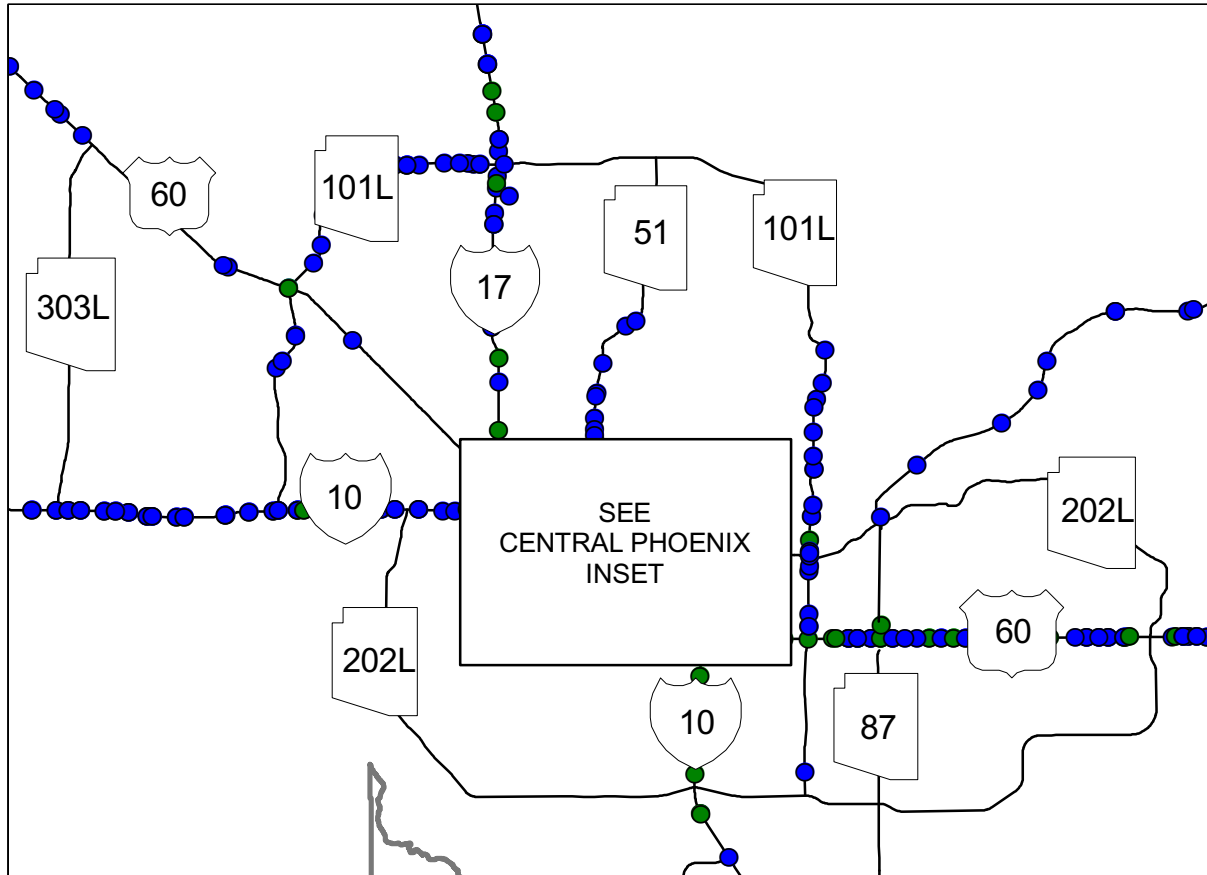 60
101L
51
101L
17
303L
10
SEE
CENTRAL PHOENIX
INSET
202L
60
202L
10
87